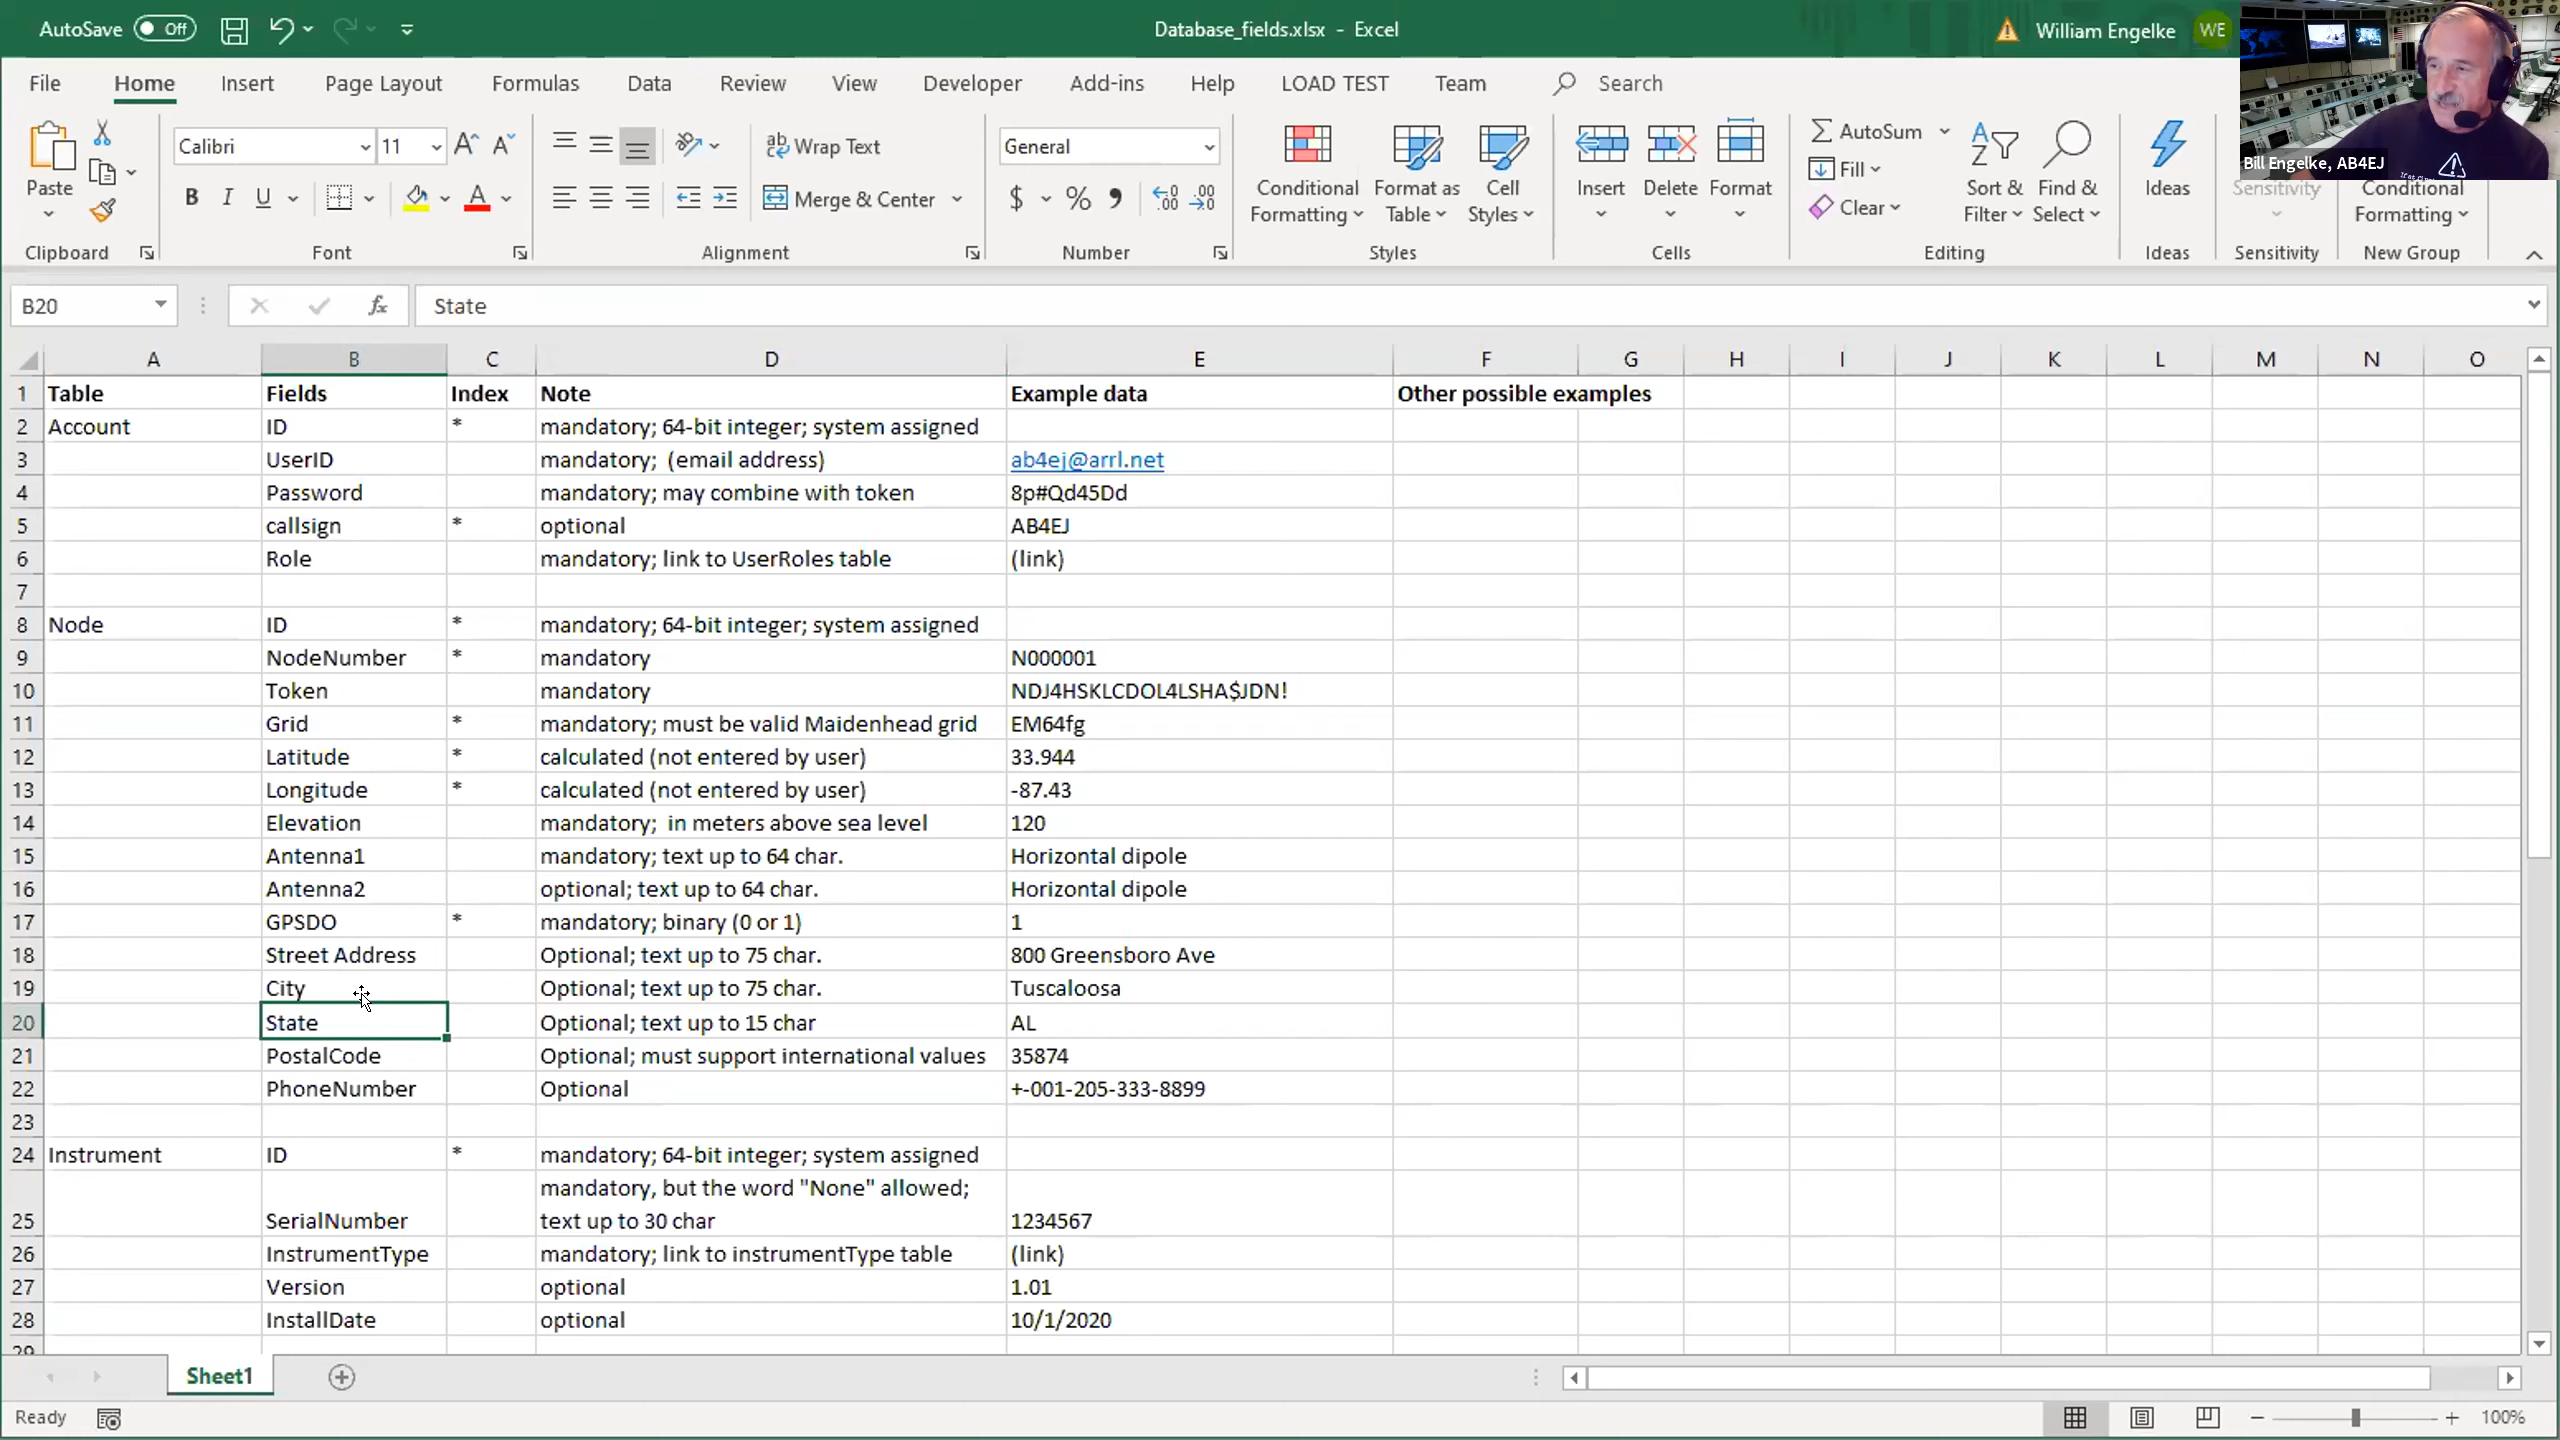 AutoSave Off Database_fields.xlsx - Excel William Engelke WE
File Home Insert Page Layout Formulas Data Review View Developer Add-ins Help LOAD TEST Team Search
Bill Engelke, AB4EJ
Paste Calibri 11 B I U A Wrap Text Merge & Center General $ % Conditional Formatting Format as Table Cell Styles Insert Delete Format AutoSum Fill Clear Sort & Filter Find & Select Ideas Sensitivity Conditional Formatting
Clipboard Font Alignment Number Styles Cells Editing Ideas Sensitivity New Group
B20 fx State
A B C D E F G H I J K L M N O
1 Table Fields Index Note Example data Other possible examples
2 Account ID * mandatory; 64-bit integer; system assigned
3 UserID mandatory; (email address) ab4ej@arrl.net
4 Password mandatory; may combine with token 8p#Qd45Dd
5 callsign * optional AB4EJ
6 Role mandatory; link to UserRoles table (link)
7
8 Node ID * mandatory; 64-bit integer; system assigned
9 NodeNumber * mandatory N000001
10 Token mandatory NDJ4HSKLCDOL4LSHA$JDN!
11 Grid * mandatory; must be valid Maidenhead grid EM64fg
12 Latitude * calculated (not entered by user) 33.944
13 Longitude * calculated (not entered by user) -87.43
14 Elevation mandatory; in meters above sea level 120
15 Antenna1 mandatory; text up to 64 char. Horizontal dipole
16 Antenna2 optional; text up to 64 char. Horizontal dipole
17 GPSDO * mandatory; binary (0 or 1) 1
18 Street Address Optional; text up to 75 char. 800 Greensboro Ave
19 City Optional; text up to 75 char. Tuscaloosa
20 State Optional; text up to 15 char AL
21 PostalCode Optional; must support international values 35874
22 PhoneNumber Optional +-001-205-333-8899
23
24 Instrument ID * mandatory; 64-bit integer; system assigned
mandatory, but the word "None" allowed;
25 SerialNumber text up to 30 char 1234567
26 InstrumentType mandatory; link to instrumentType table (link)
27 Version optional 1.01
28 InstallDate optional 10/1/2020
29
Sheet1
Ready 100%